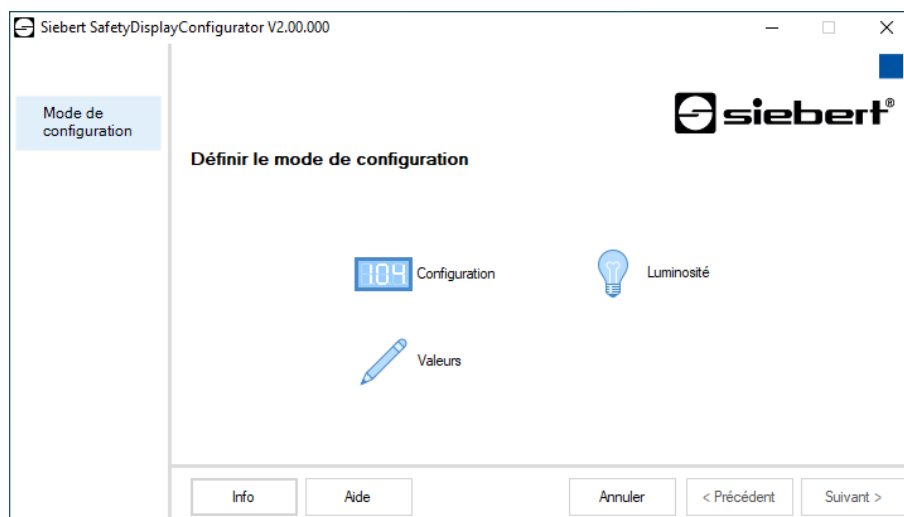 Siebert SafetyDisplayConfigurator V2.00.000
Mode de
configuration
siebert®
Définir le mode de configuration
104 Configuration
Luminosité
Valeurs
Info
Aide
Annuler
< Précédent
Suivant >